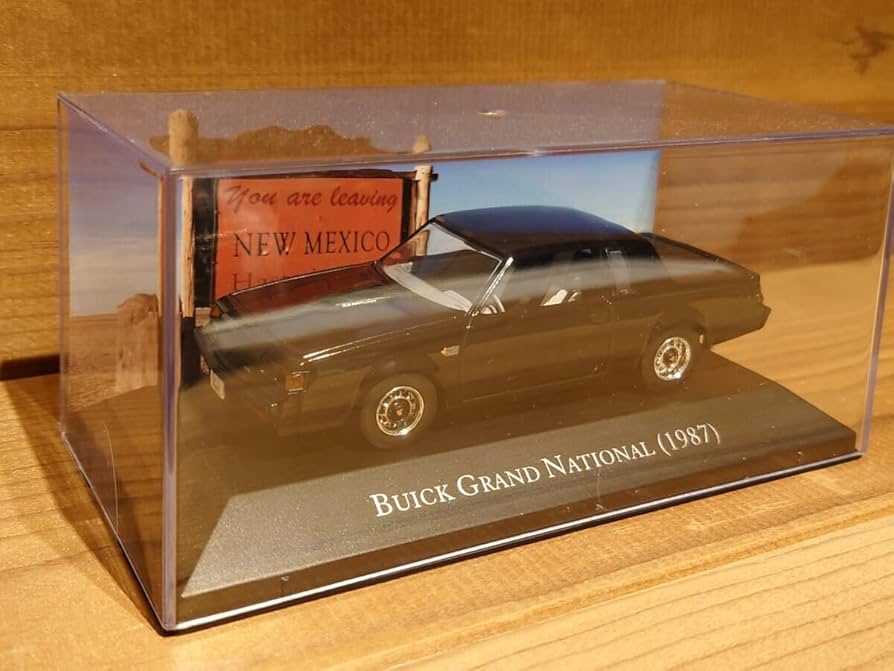 You are leaving
NEW MEXICO
BUICK GRAND NATIONAL (1987)